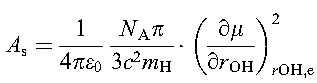 A_s = \frac{1}{4\pi\varepsilon_0} \frac{N_A \pi}{3c^2 m_H} \cdot \left( \frac{\partial \mu}{\partial r_{OH}} \right)^2_{rOH,e}